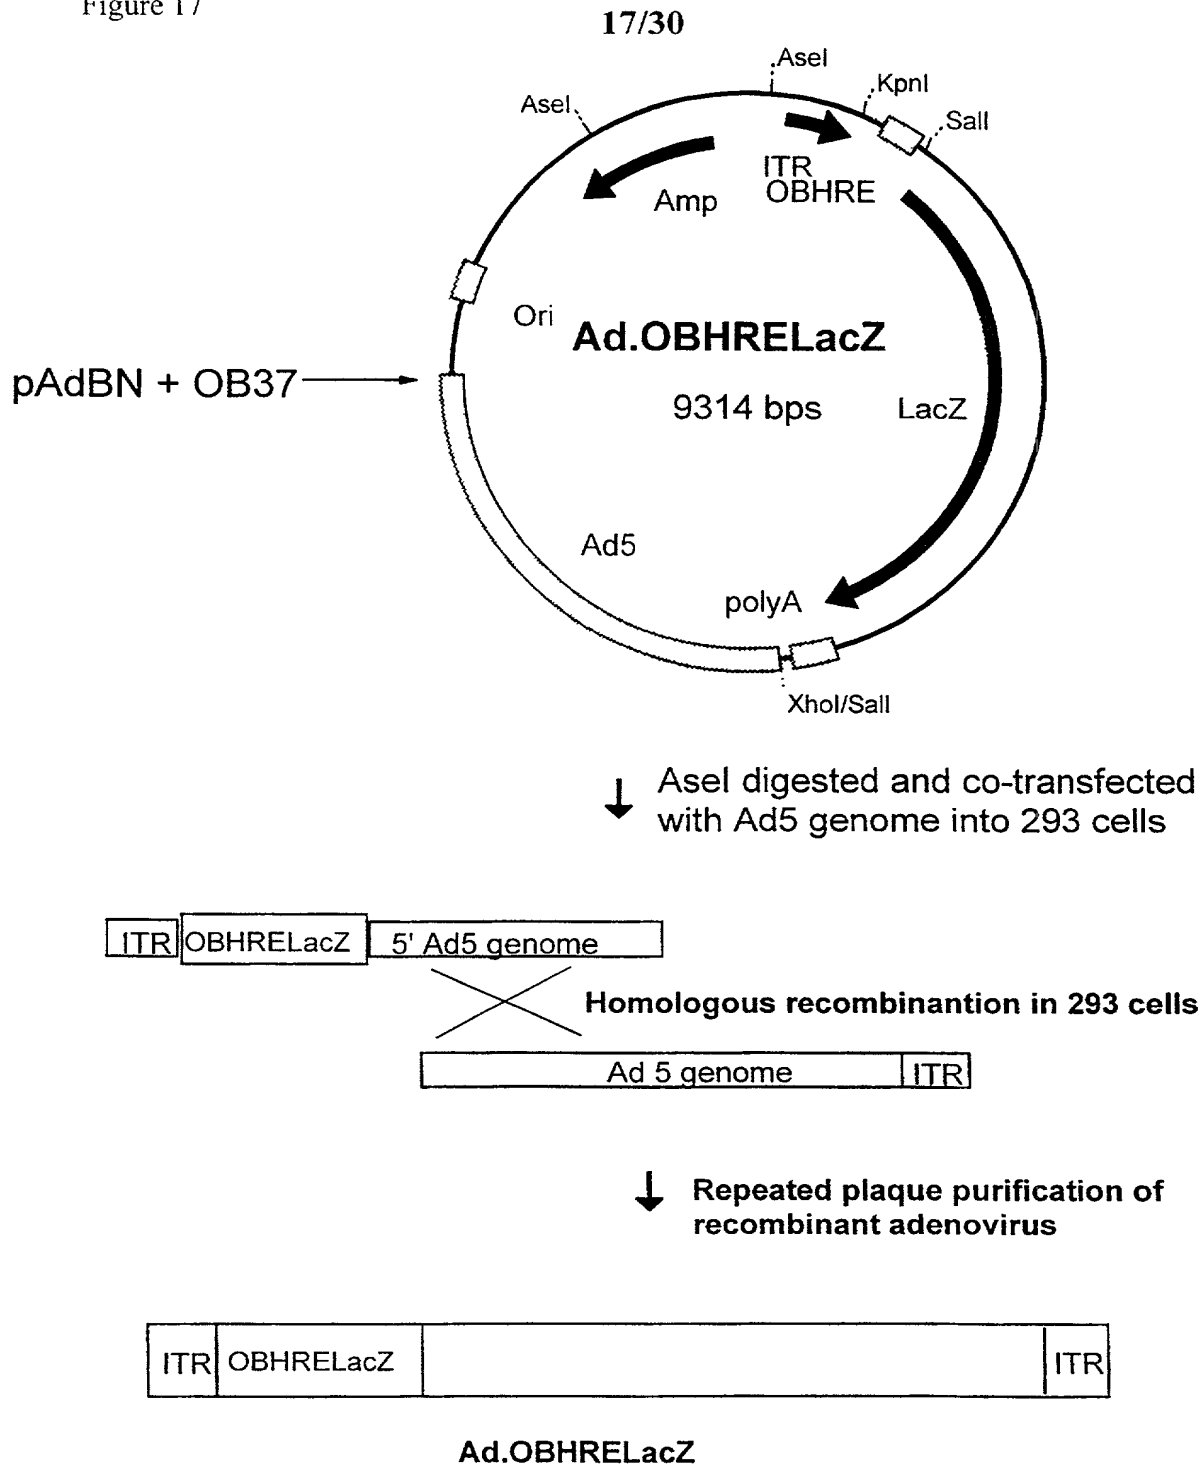 Figure 17
17/30
AseI
KpnI
AseI
SalI
ITR
OBHRE
Amp
Ori
Ad.OBHRELacZ
pAdBN + OB37
9314 bps
LacZ
Ad5
polyA
XhoI/SalI
AseI digested and co-transfected
with Ad5 genome into 293 cells
ITR OBHRELacZ 5' Ad5 genome
Homologous recombinantion in 293 cells
Ad 5 genome ITR
Repeated plaque purification of
recombinant adenovirus
ITR OBHRELacZ ITR
Ad.OBHRELacZ